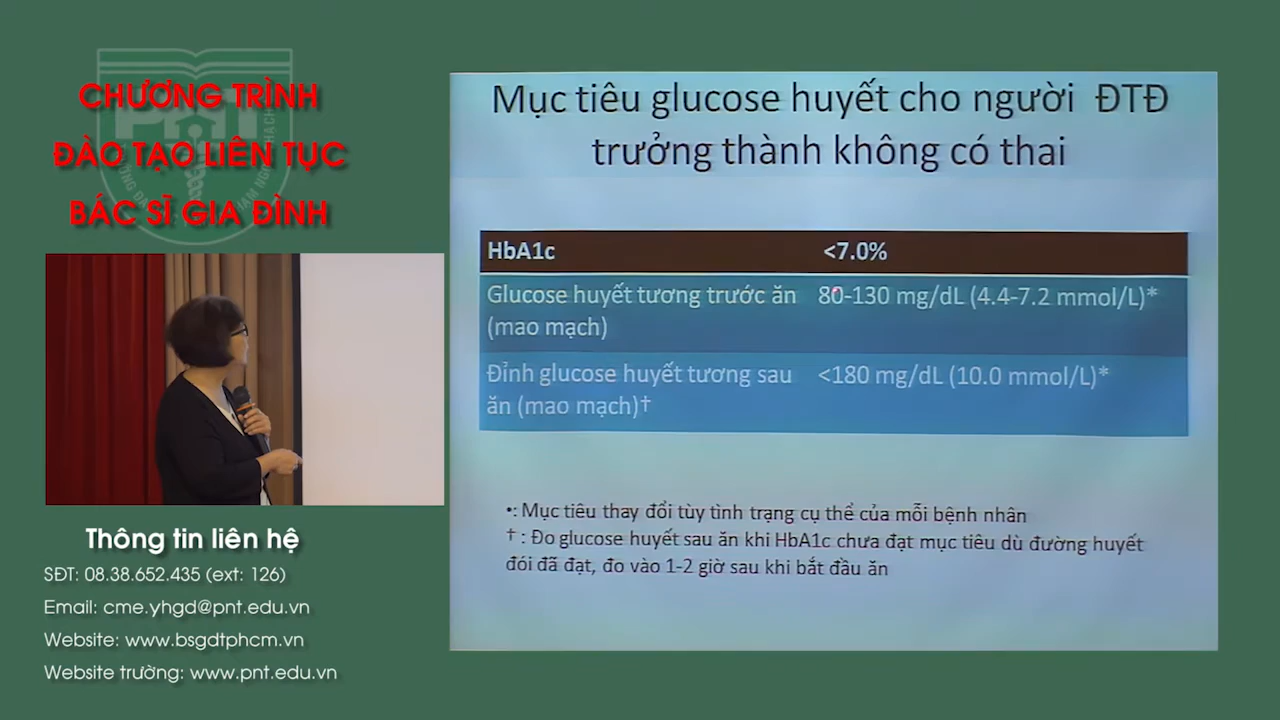 CHƯƠNG TRÌNH
ĐÀO TẠO LIÊN TỤC
BÁC SĨ GIA ĐÌNH
Thông tin liên hệ
SĐT: 08.38.652.435 (ext: 126)
Email: cme.yhgd@pnt.edu.vn
Website: www.bsgdtphcm.vn
Website trường: www.pnt.edu.vn
Mục tiêu glucose huyết cho người ĐTĐ
trưởng thành không có thai
HbA1c <7.0%
Glucose huyết tương trước ăn 80-130 mg/dL (4.4-7.2 mmol/L)*
(mao mạch)
Đỉnh glucose huyết tương sau <180 mg/dL (10.0 mmol/L)*
ăn (mao mạch)†
•: Mục tiêu thay đổi tùy tình trạng cụ thể của mỗi bệnh nhân
† : Đo glucose huyết sau ăn khi HbA1c chưa đạt mục tiêu dù đường huyết
đói đã đạt, đo vào 1-2 giờ sau khi bắt đầu ăn